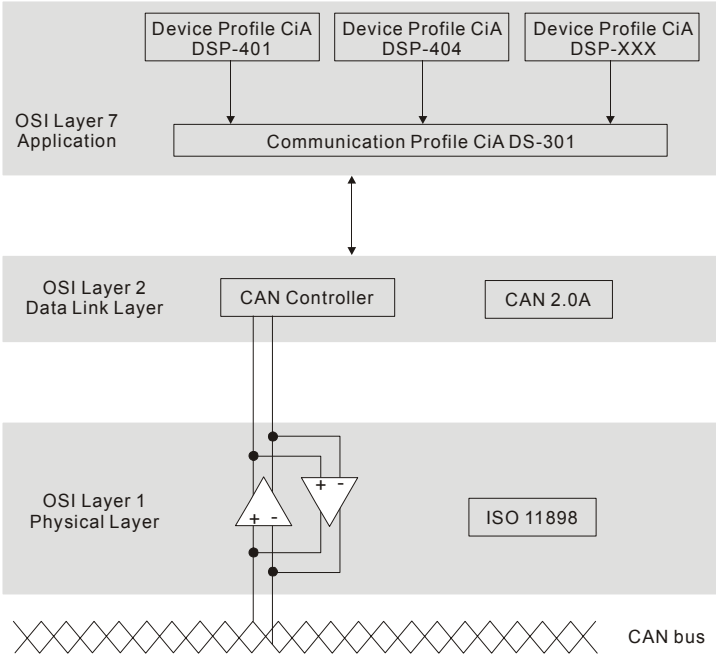 Device Profile CiA
DSP-401
Device Profile CiA
DSP-404
Device Profile CiA
DSP-XXX
OSI Layer 7
Application
Communication Profile CiA DS-301
OSI Layer 2
Data Link Layer
CAN Controller
CAN 2.0A
+ -
OSI Layer 1
Physical Layer
+ -
ISO 11898
CAN bus